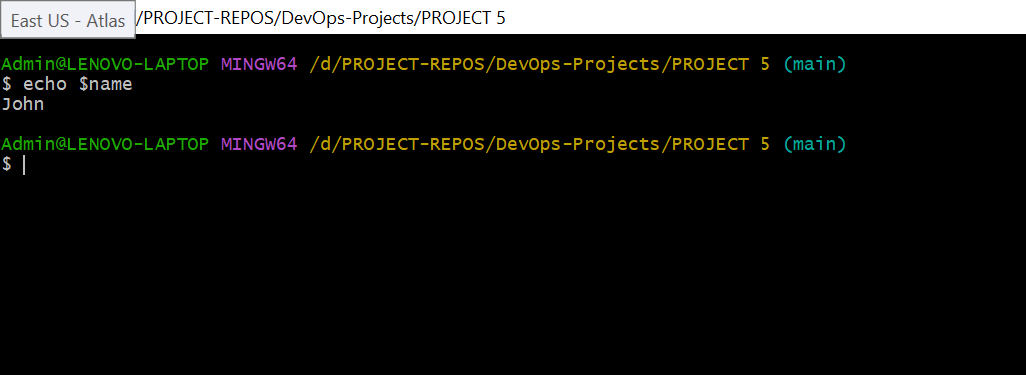 East US - Atlas /PROJECT-REPOS/DevOps-Projects/PROJECT 5
Admin@LENOVO-LAPTOP MINGW64 /d/PROJECT-REPOS/DevOps-Projects/PROJECT 5 (main)
$ echo $name
John
Admin@LENOVO-LAPTOP MINGW64 /d/PROJECT-REPOS/DevOps-Projects/PROJECT 5 (main)
$